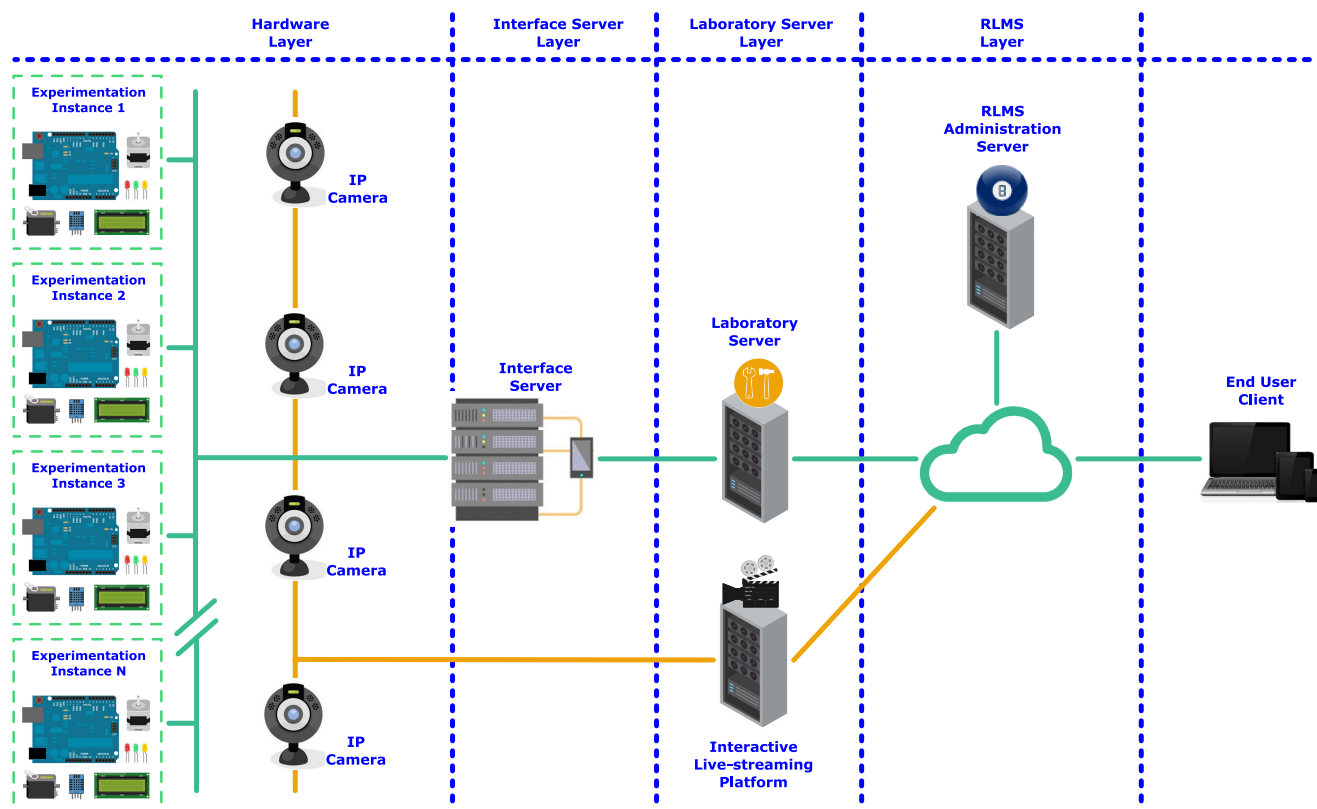 Hardware
Layer
Interface Server
Layer
Laboratory Server
Layer
RLMS
Layer
Experimentation
Instance 1
IP
Camera
RLMS
Administration
Server
Experimentation
Instance 2
IP
Camera
Laboratory
Server
Interface
Server
End User
Client
Experimentation
Instance 3
IP
Camera
Experimentation
Instance N
IP
Camera
Interactive
Live-streaming
Platform